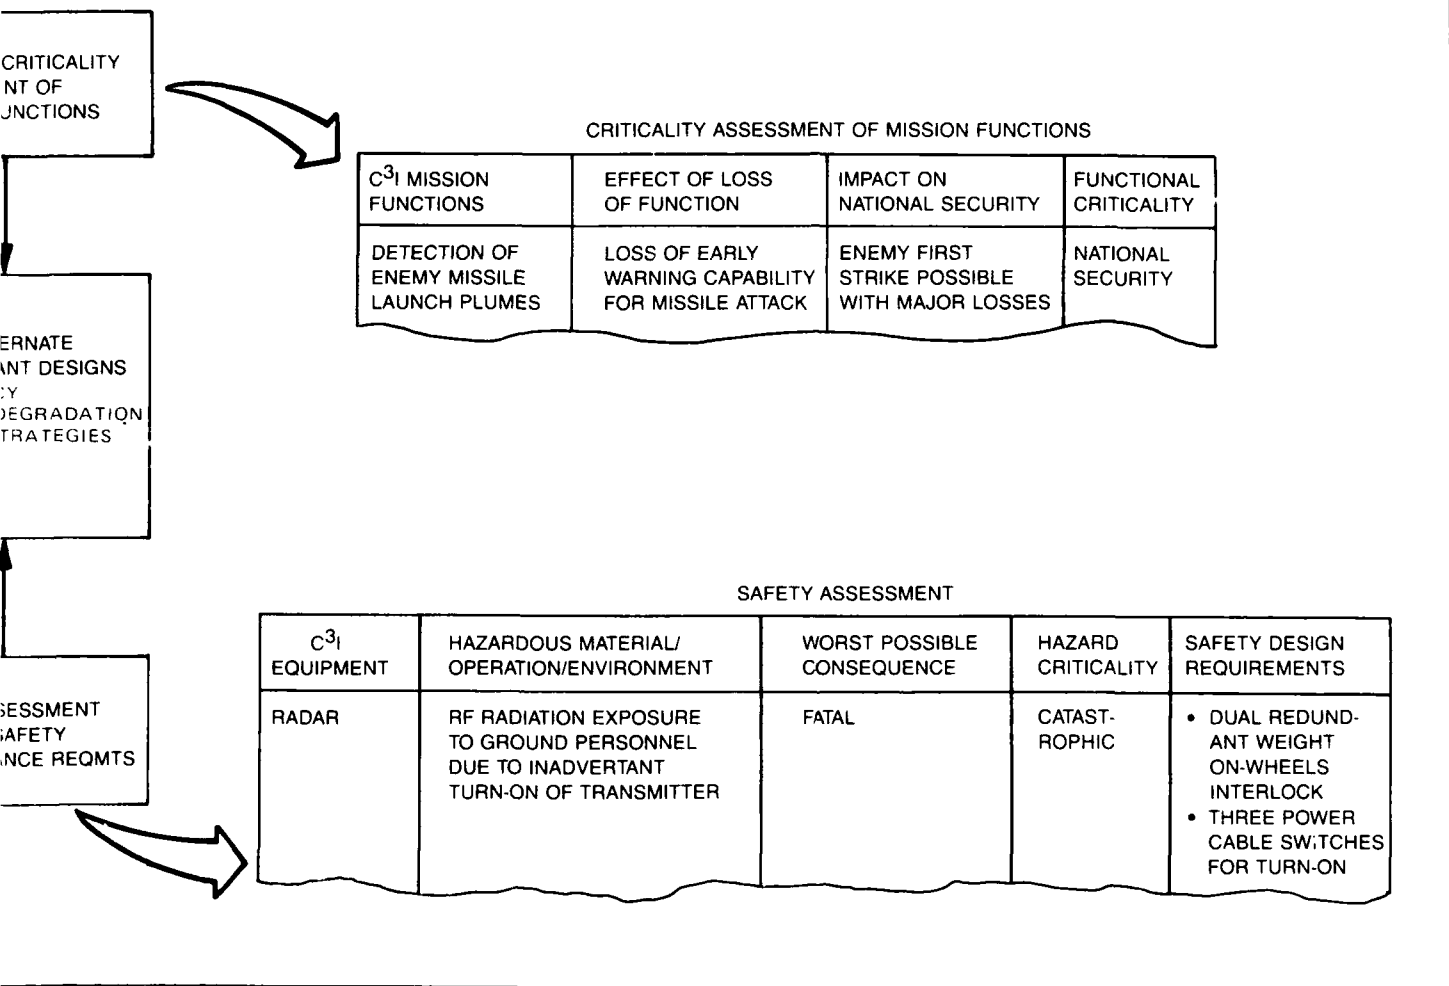 CRITICALITY
NT OF
UNCTIONS
CRITICALITY ASSESSMENT OF MISSION FUNCTIONS
C³I MISSION
FUNCTIONS
EFFECT OF LOSS
OF FUNCTION
IMPACT ON
NATIONAL SECURITY
FUNCTIONAL
CRITICALITY
DETECTION OF
ENEMY MISSILE
LAUNCH PLUMES
LOSS OF EARLY
WARNING CAPABILITY
FOR MISSILE ATTACK
ENEMY FIRST
STRIKE POSSIBLE
WITH MAJOR LOSSES
NATIONAL
SECURITY
ERNATE
ANT DESIGNS
CY
DEGRADATION
TRATEGIES
SAFETY ASSESSMENT
C³I
EQUIPMENT
HAZARDOUS MATERIAL/
OPERATION/ENVIRONMENT
WORST POSSIBLE
CONSEQUENCE
HAZARD
CRITICALITY
SAFETY DESIGN
REQUIREMENTS
RADAR
RF RADIATION EXPOSURE
TO GROUND PERSONNEL
DUE TO INADVERTANT
TURN-ON OF TRANSMITTER
FATAL
CATAST-
ROPHIC
• DUAL REDUND-
ANT WEIGHT
ON-WHEELS
INTERLOCK
• THREE POWER
CABLE SWITCHES
FOR TURN-ON
SESSMENT
SAFETY
NCE REQMTS